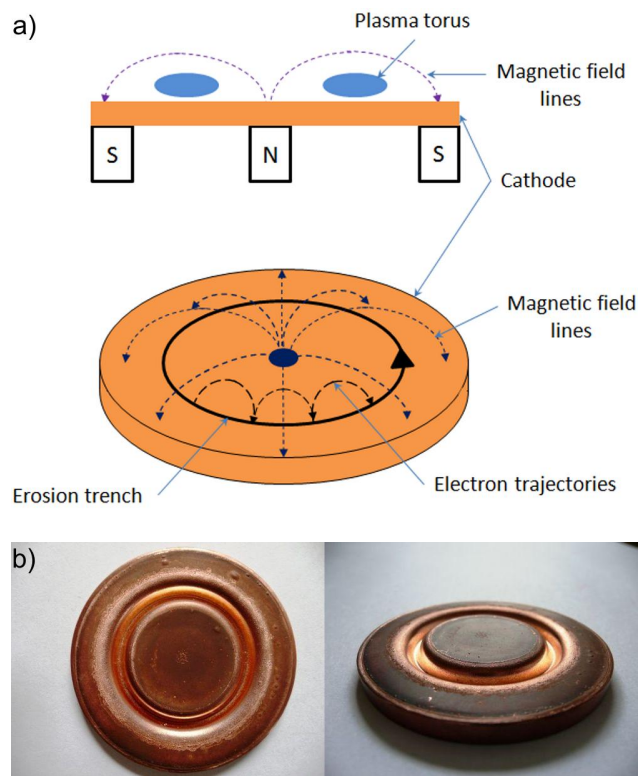 a)
Plasma torus
Magnetic field
lines
S
N
S
Cathode
Magnetic field
lines
Erosion trench
Electron trajectories
b)